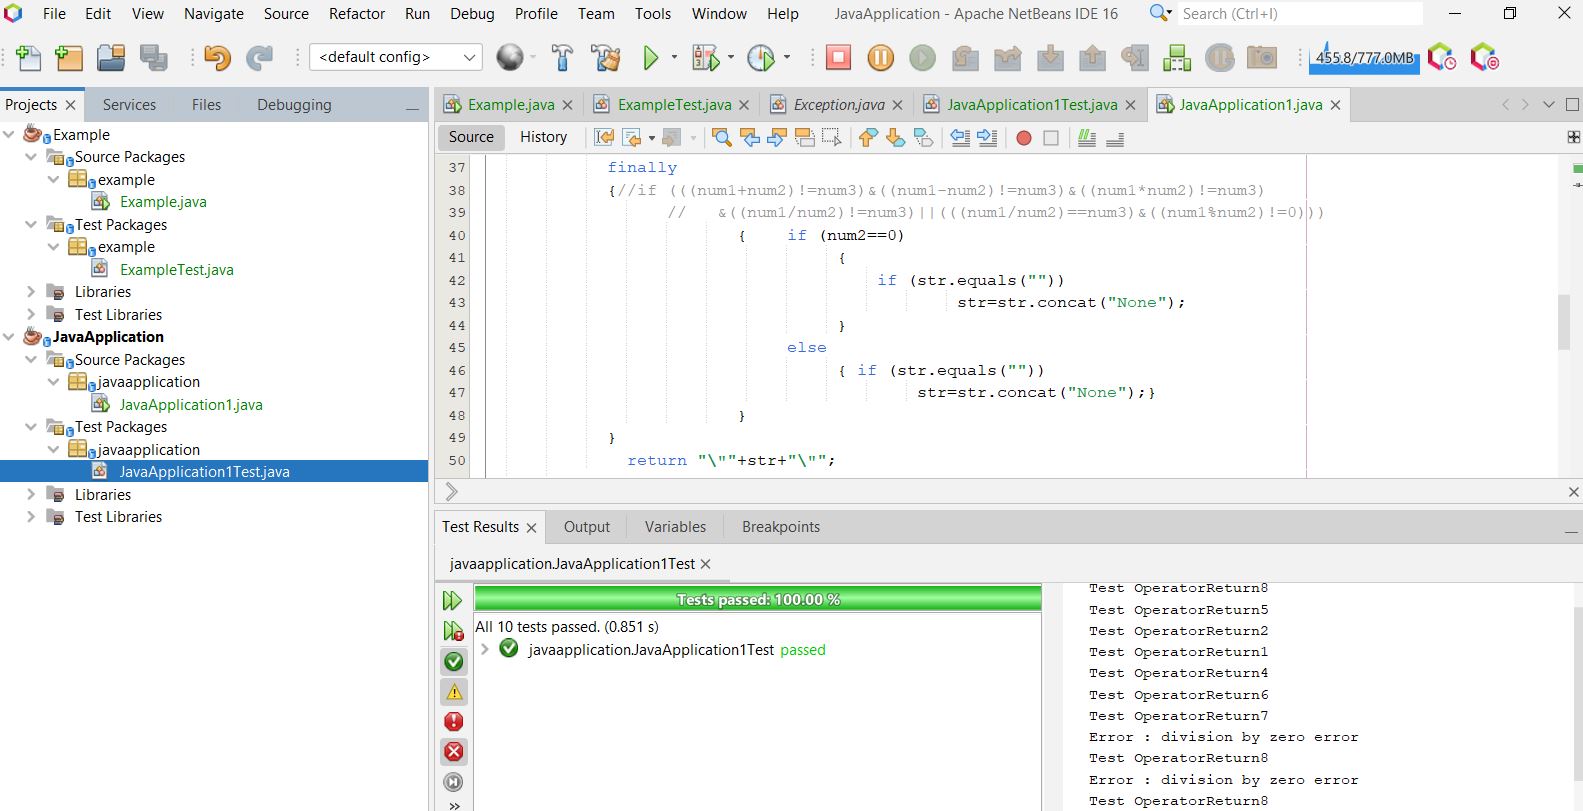 File Edit View Navigate Source Refactor Run Debug Profile Team Tools Window Help JavaApplication - Apache NetBeans IDE 16 Search (Ctrl+I)
<default config> 455.8/777.0MB
Projects Services Files Debugging
Example
Source Packages
example
Example.java
Test Packages
example
ExampleTest.java
Libraries
Test Libraries
JavaApplication
Source Packages
javaapplication
JavaApplication1.java
Test Packages
javaapplication
JavaApplication1Test.java
Libraries
Test Libraries
Example.java ExampleTest.java Exception.java JavaApplication1Test.java JavaApplication1.java
Source History
37 finally
38 {//if (((num1+num2)!=num3)&((num1-num2)!=num3)&((num1*num2)!=num3)
39 // &((num1/num2)!=num3)||(((num1/num2)==num3)&((num1%num2)!=0)))
40 { if (num2==0)
41 {
42 if (str.equals(""))
43 str=str.concat("None");
44 }
45 else
46 { if (str.equals(""))
47 str=str.concat("None");}
48 }
49 }
50 return "\""+str+"\"";
Test Results Output Variables Breakpoints
javaapplication.JavaApplication1Test
Tests passed: 100.00 %
All 10 tests passed. (0.851 s)
javaapplication.JavaApplication1Test passed
Test OperatorReturn8
Test OperatorReturn5
Test OperatorReturn2
Test OperatorReturn1
Test OperatorReturn4
Test OperatorReturn6
Test OperatorReturn7
Error : division by zero error
Test OperatorReturn8
Error : division by zero error
Test OperatorReturn8